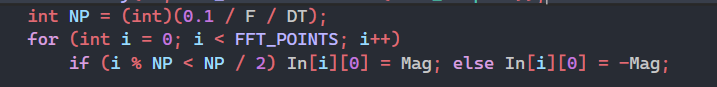 int NP = (int)(0.1 / F / DT);
for (int i = 0; i < FFT_POINTS; i++)
if (i % NP < NP / 2) In[i][0] = Mag; else In[i][0] = -Mag;